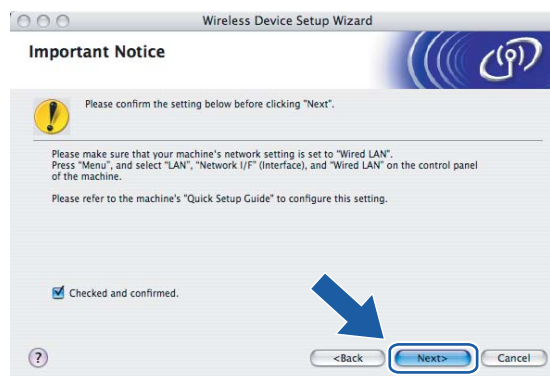 Wireless Device Setup Wizard
Important Notice
Please confirm the setting below before clicking "Next".
Please make sure that your machine's network setting is set to "Wired LAN".
Press "Menu", and select "LAN", "Network I/F" (Interface), and "Wired LAN" on the control panel
of the machine.
Please refer to the machine's "Quick Setup Guide" to configure this setting.
Checked and confirmed.
?
<Back
Next>
Cancel